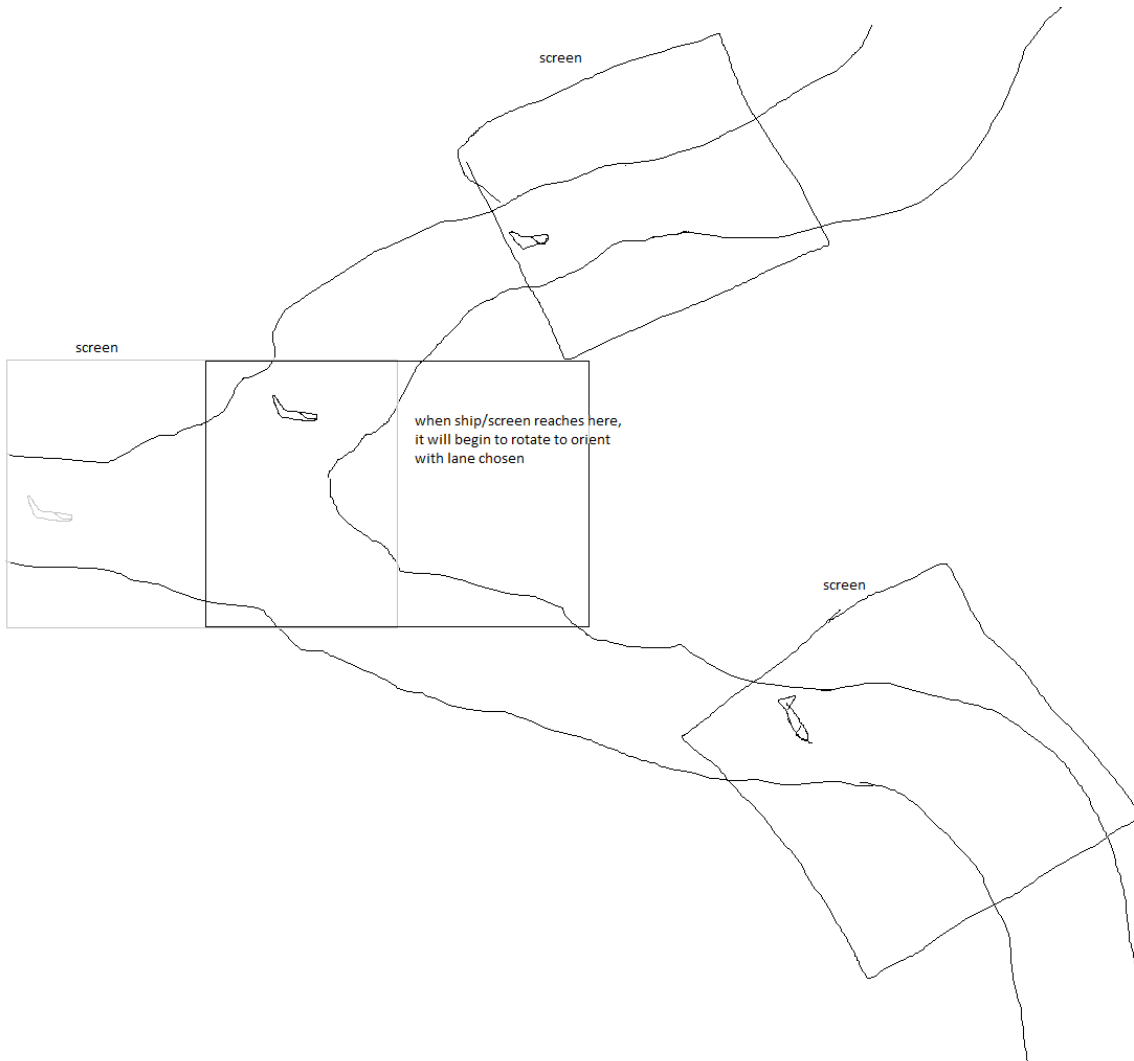 screen
screen
when ship/screen reaches here,
it will begin to rotate to orient
with lane chosen
screen